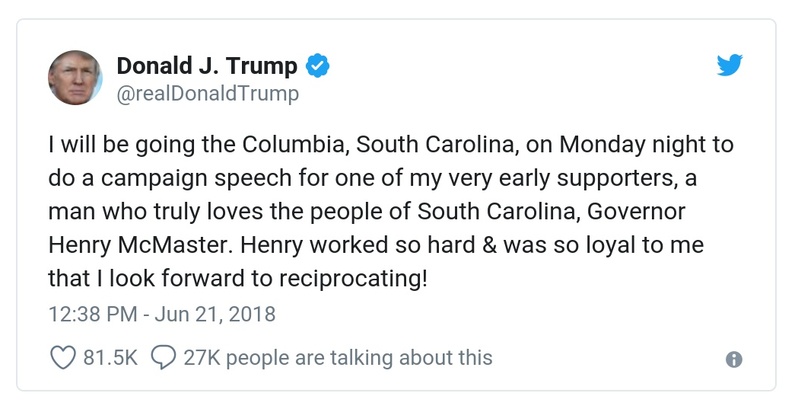 Donald J. Trump
@realDonaldTrump
I will be going the Columbia, South Carolina, on Monday night to
do a campaign speech for one of my very early supporters, a
man who truly loves the people of South Carolina, Governor
Henry McMaster. Henry worked so hard & was so loyal to me
that I look forward to reciprocating!
12:38 PM - Jun 21, 2018
81.5K 27K people are talking about this